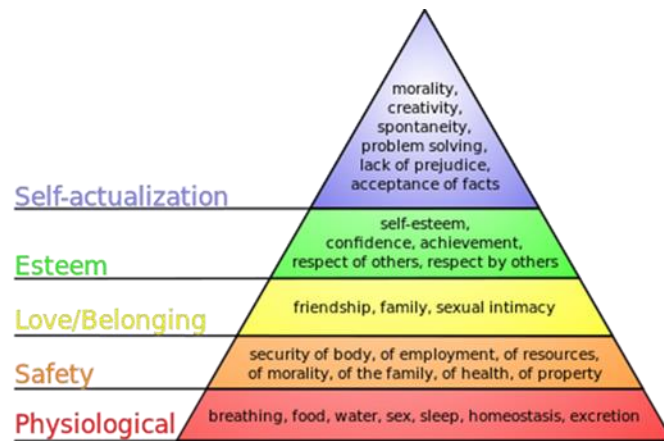 morality,
creativity,
spontaneity,
problem solving,
lack of prejudice,
acceptance of facts
Self-actualization
self-esteem,
confidence, achievement,
respect of others, respect by others
Esteem
friendship, family, sexual intimacy
Love/Belonging
security of body, of employment, of resources,
of morality, of the family, of health, of property
Safety
breathing, food, water, sex, sleep, homeostasis, excretion
Physiological